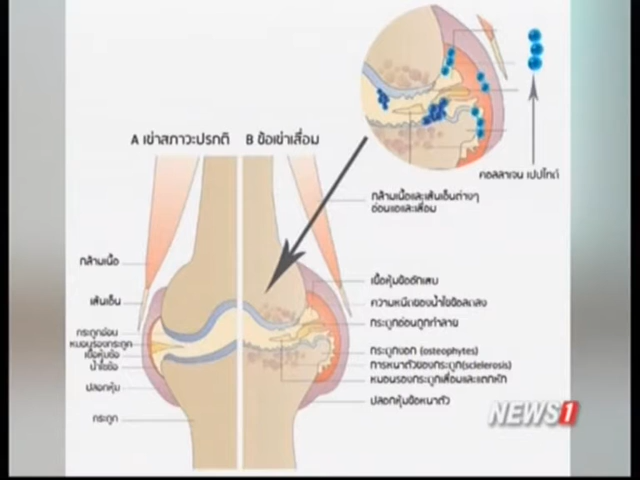 คอลลาเจน เปปไทด์
A เข่าสภาวะปรกติ B ข้อเข่าเสื่อม
กล้ามเนื้อและเส้นเอ็นต่างๆ
อ่อนแอและเสื่อม
กล้ามเนื้อ
เส้นเอ็น
กระดูกอ่อน
หมอนรองกระดูก
เยื่อหุ้มข้อ
น้ำไขข้อ
ปลอกหุ้ม
กระดูก
เยื่อหุ้มข้ออักเสบ
ความหนืดของน้ำไขข้อลดลง
กระดูกอ่อนถูกทำลาย
กระดูกงอก (osteophytes)
การหนาตัวของกระดูก(sclelerosis)
หมอนรองกระดูกเสื่อมและแตกหัก
ปลอกหุ้มข้อหนาตัว
NEWS1